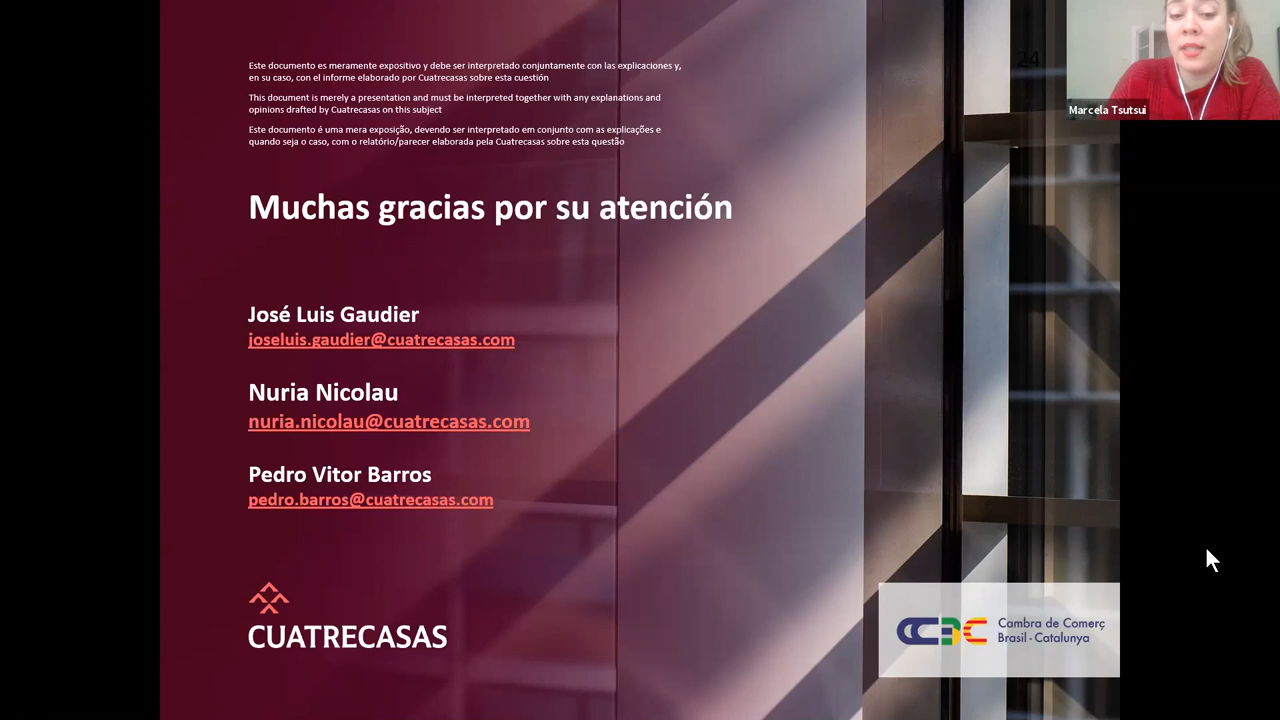 Este documento es meramente expositivo y debe ser interpretado conjuntamente con las explicaciones y,
en su caso, con el informe elaborado por Cuatrecasas sobre esta cuestión
This document is merely a presentation and must be interpreted together with any explanations and
opinions drafted by Cuatrecasas on this subject
Este documento é uma mera exposição, devendo ser interpretado em conjunto com as explicações e
quando seja o caso, com o relatório/parecer elaborada pela Cuatrecasas sobre esta questão
24
Marcela Tsutsui
Muchas gracias por su atención
José Luis Gaudier
joseluis.gaudier@cuatrecasas.com
Nuria Nicolau
nuria.nicolau@cuatrecasas.com
Pedro Vitor Barros
pedro.barros@cuatrecasas.com
CUATRECASAS
CCBC
Cambra de Comerç
Brasil - Catalunya